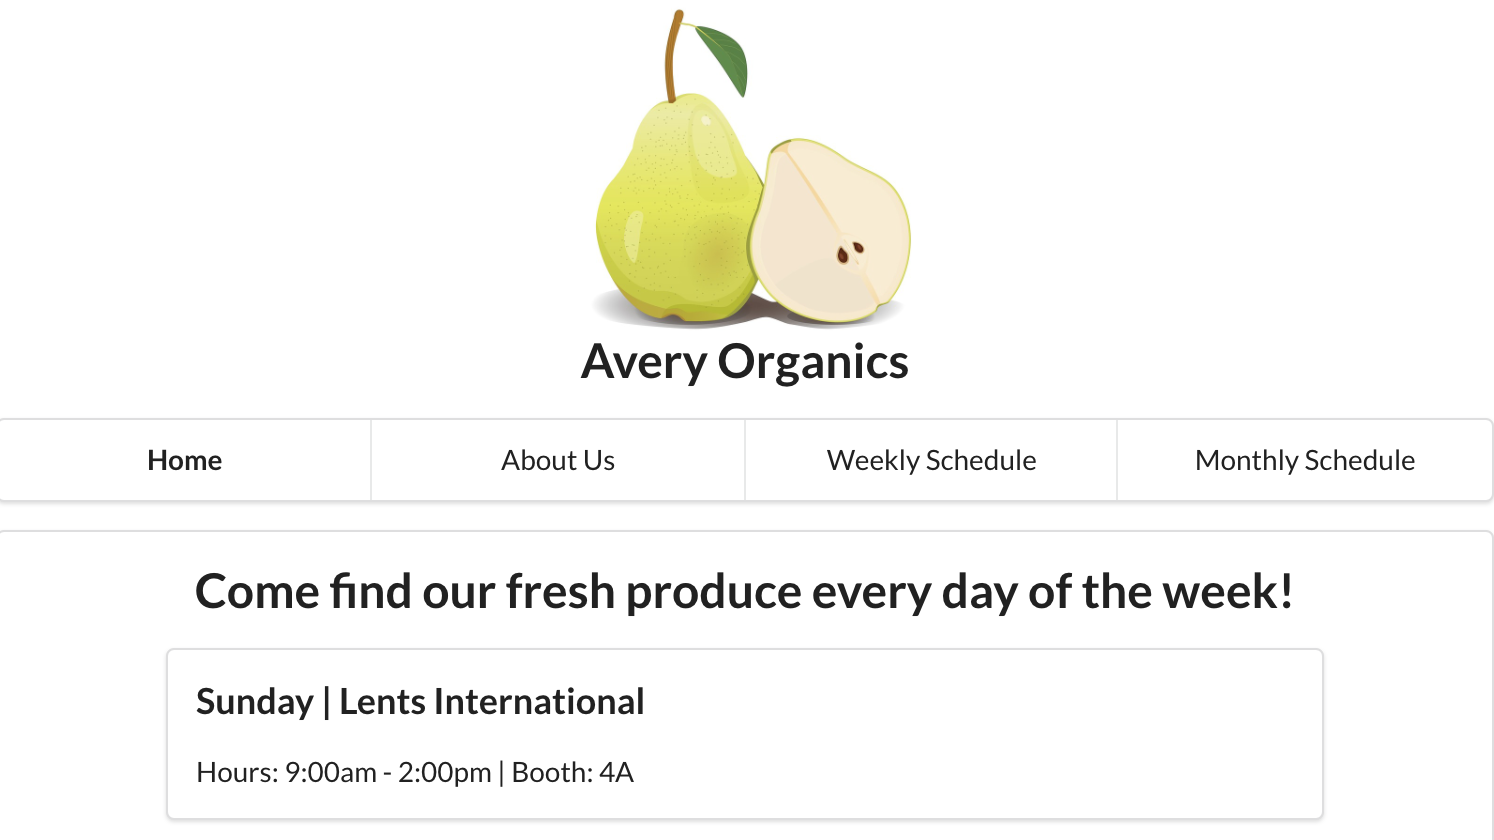 Avery Organics
Home
About Us
Weekly Schedule
Monthly Schedule
Come find our fresh produce every day of the week!
Sunday | Lents International
Hours: 9:00am - 2:00pm | Booth: 4A